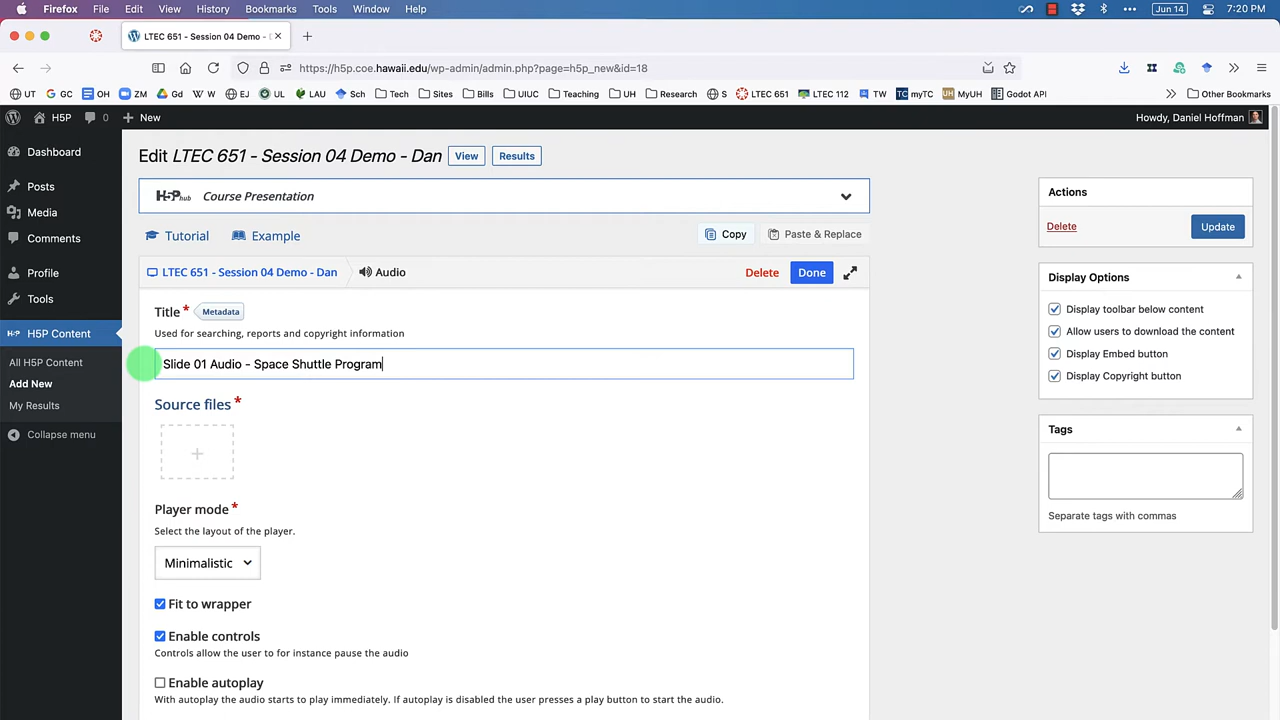 Firefox File Edit View History Bookmarks Tools Window Help Jun 14 7:20 PM
LTEC 651 - Session 04 Demo - D
https://h5p.coe.hawaii.edu/wp-admin/admin.php?page=h5p_new&id=18
UT GC OH ZM Gd W EJ UL LAU Sch Tech Sites Bills UIUC Teaching UH Research S LTEC 651 LTEC 112 TW myTC MyUH Godot API Other Bookmarks
H5P 0 New Howdy, Daniel Hoffman
Dashboard
Posts
Media
Comments
Profile
Tools
H5P Content
All H5P Content
Add New
My Results
Collapse menu
Edit LTEC 651 - Session 04 Demo - Dan View Results
H5P hub Course Presentation
Tutorial Example Copy Paste & Replace
LTEC 651 - Session 04 Demo - Dan Audio Delete Done
Title * Metadata
Used for searching, reports and copyright information
Slide 01 Audio - Space Shuttle Program
Source files *
+
Player mode *
Select the layout of the player.
Minimalistic
Fit to wrapper
Enable controls
Controls allow the user to for instance pause the audio
Enable autoplay
With autoplay the audio starts to play immediately. If autoplay is disabled the user presses a play button to start the audio.
Actions
Delete Update
Display Options
Display toolbar below content
Allow users to download the content
Display Embed button
Display Copyright button
Tags
Separate tags with commas